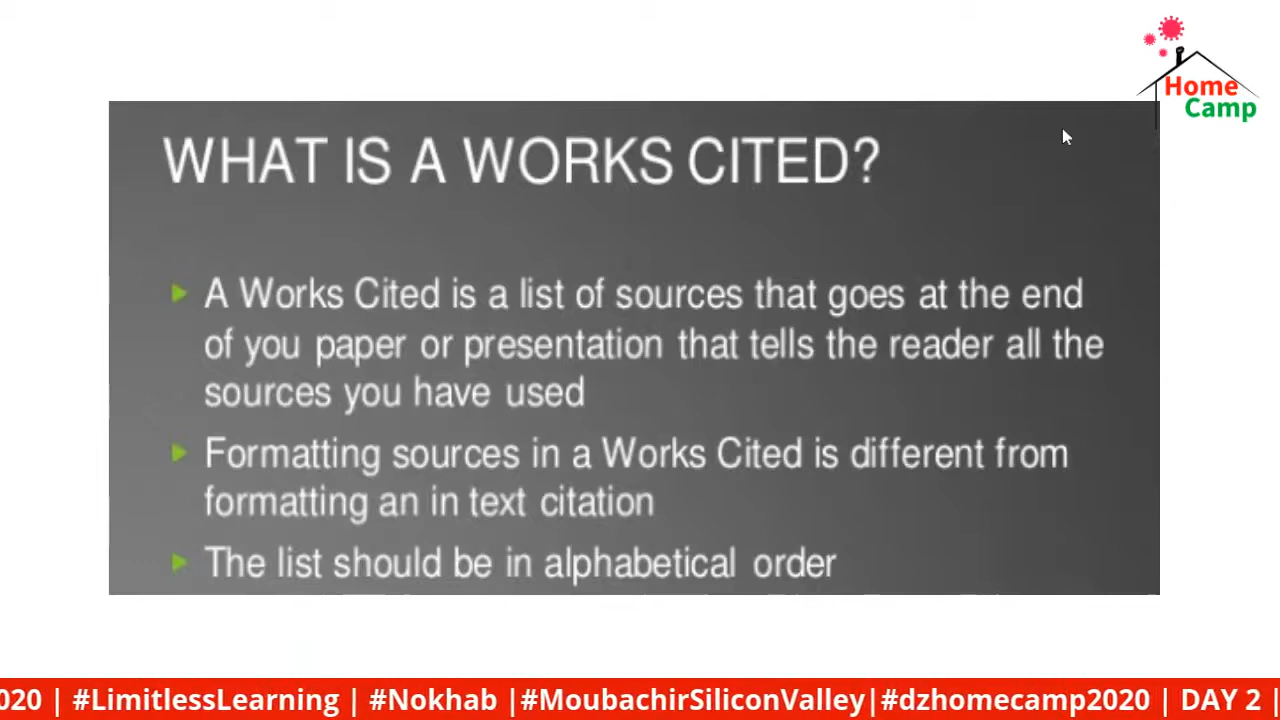 Home
Camp
WHAT IS A WORKS CITED?
A Works Cited is a list of sources that goes at the end
of you paper or presentation that tells the reader all the
sources you have used
Formatting sources in a Works Cited is different from
formatting an in text citation
The list should be in alphabetical order
020 | #LimitlessLearning | #Nokhab |#MoubachirSiliconValley|#dzhomecamp2020 | DAY 2 |